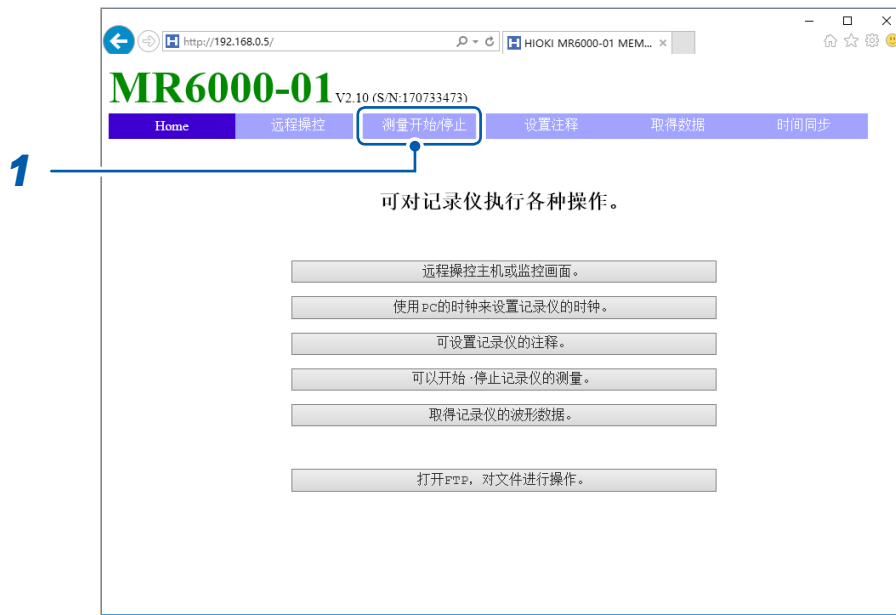 http://192.168.0.5/
HIOKI MR6000-01 MEM...
MR6000-01 V2.10 (S/N:170733473)
Home 远程操控 测量开始/停止 设置注释 取得数据 时间同步
1
可对记录仪执行各种操作。
远程操控主机或监控画面。
使用PC的时钟来设置记录仪的时钟。
可设置记录仪的注释。
可以开始·停止记录仪的测量。
取得记录仪的波形数据。
打开FTP，对文件进行操作。